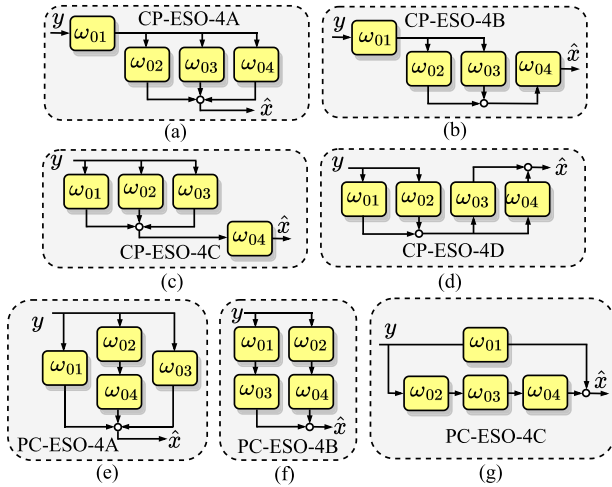 CP-ESO-4A
y ω01
ω02 ω03 ω04
x̂
(a)
CP-ESO-4B
y ω01
ω02 ω03 ω04 x̂
(b)
y
ω01 ω02 ω03
x̂
ω04
CP-ESO-4C
(c)
y x̂
ω01 ω02 ω03 ω04
CP-ESO-4D
(d)
y
ω02
ω01 ω03
ω04
x̂
PC-ESO-4A
(e)
y
ω01 ω02
ω03 ω04
x̂
PC-ESO-4B
(f)
y
ω01
ω02 ω03 ω04 x̂
PC-ESO-4C
(g)